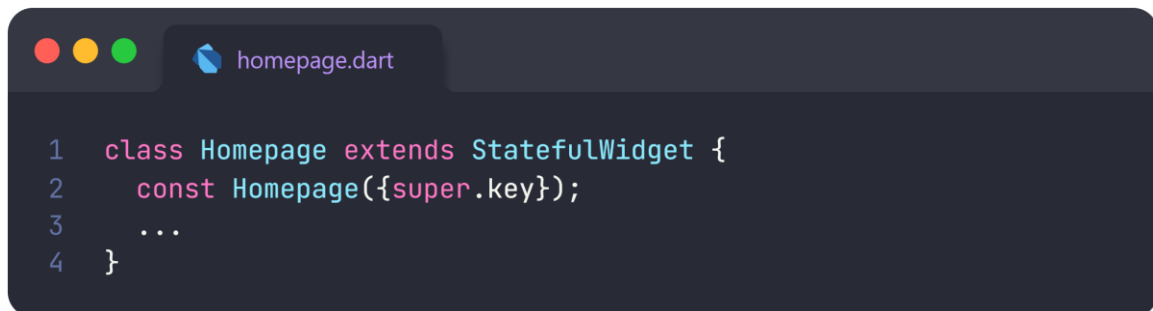 homepage.dart
1 class Homepage extends StatefulWidget {
2   const Homepage({super.key});
3   ...
4 }